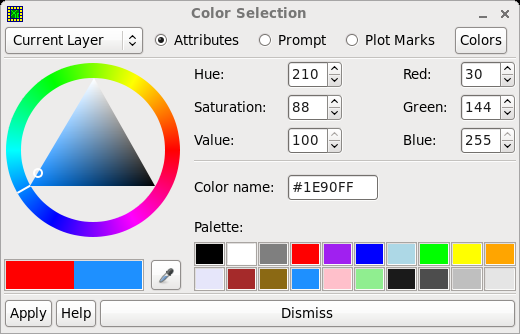 Color Selection
Current Layer Attributes Prompt Plot Marks Colors
Hue: 210 Red: 30
Saturation: 88 Green: 144
Value: 100 Blue: 255
Color name: #1E90FF
Palette:
Apply Help Dismiss